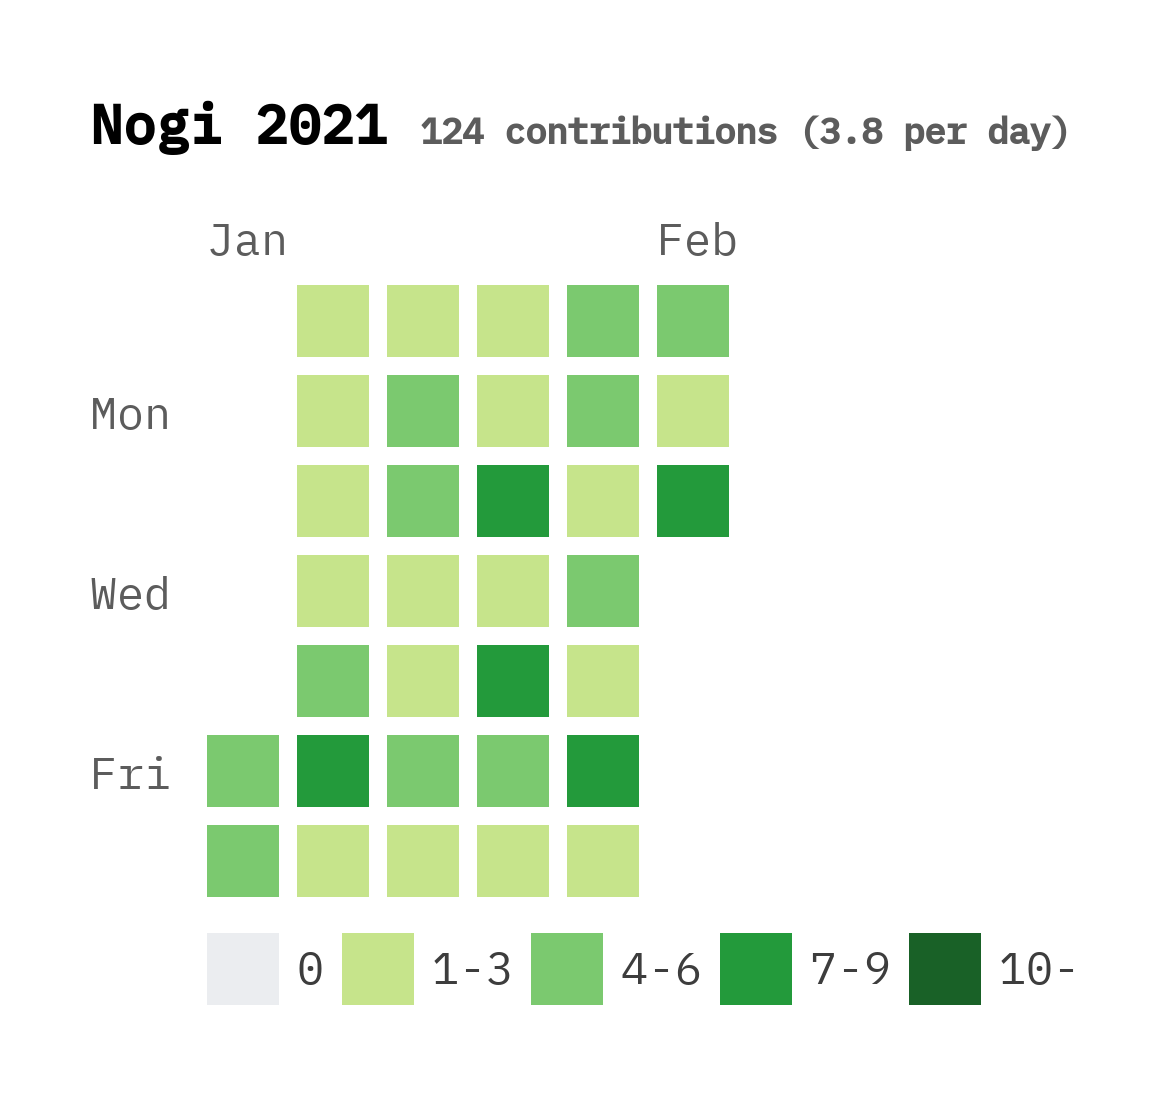 Nogi 2021 124 contributions (3.8 per day)
Jan Feb
Mon
Wed
Fri
0 1-3 4-6 7-9 10-